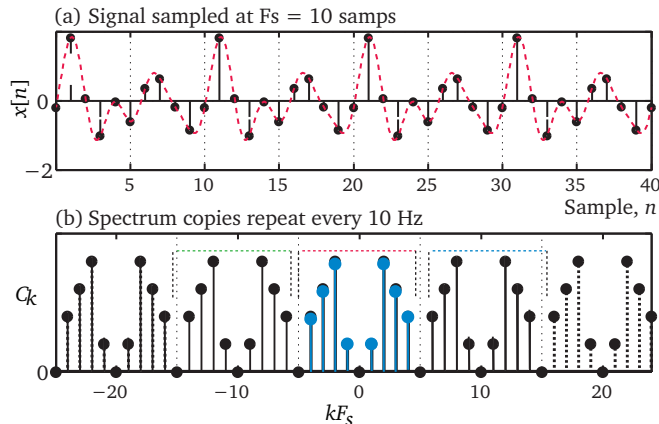 (a) Signal sampled at Fs = 10 samps
x[n]
0
−2
5 10 15 20 25 30 35 40
Sample, n
(b) Spectrum copies repeat every 10 Hz
Ck
0
−20 −10 0 10 20
kFs